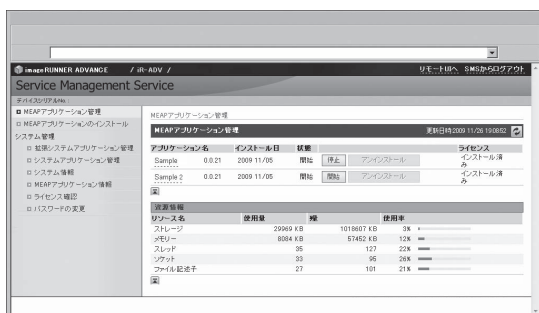 imageRUNNER ADVANCE / iR-ADV / リモートUIへ SMSからログアウト
Service Management Service
デバイスシリアルNo.:
MEAPアプリケーション管理
MEAPアプリケーションのインストール
システム管理
拡張システムアプリケーション管理
システムアプリケーション管理
システム情報
MEAPアプリケーション情報
ライセンス確認
パスワードの変更
MEAPアプリケーション管理
MEAPアプリケーション管理 更新日時:2009 11/26 19:08:52
アプリケーション名 インストール日 状態 ライセンス
Sample 0.0.21 2009 11/05 開始 停止 アンインストール インストール済み
Sample 2 0.0.21 2009 11/05 開始 開始 アンインストール インストール済み
資源情報
リソース名 使用量 残 使用率
ストレージ 29969 KB 1018607 KB 3%
メモリー 8084 KB 57452 KB 12%
スレッド 35 127 22%
ソケット 33 95 26%
ファイル記述子 27 101 21%